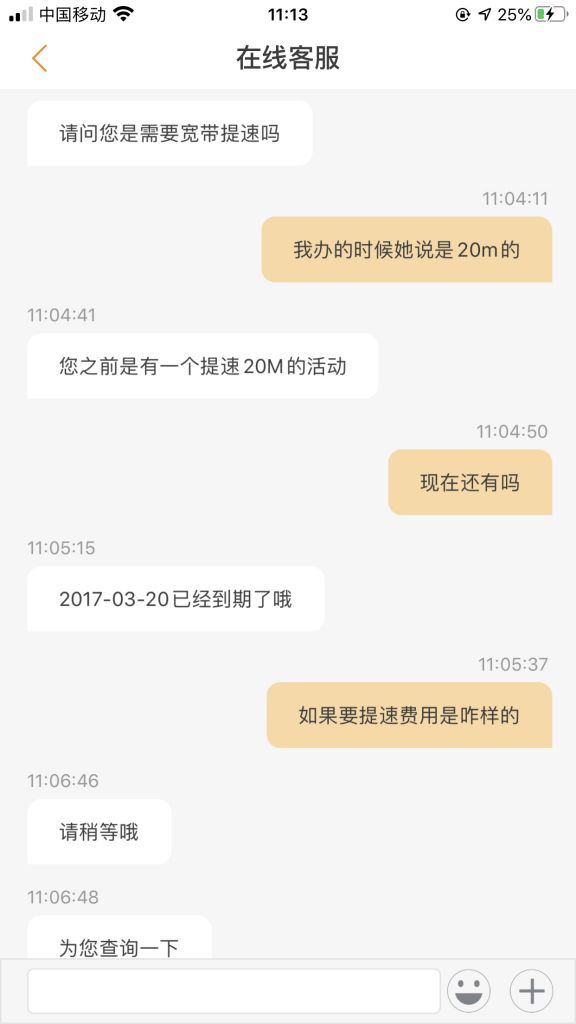 中国移动 11:13 25%
在线客服
请问您是需要宽带提速吗
11:04:11
我办的时候她说是20m的
11:04:41
您之前是有一个提速20M的活动
11:04:50
现在还有吗
11:05:15
2017-03-20已经到期了哦
11:05:37
如果要提速费用是咋样的
11:06:46
请稍等哦
11:06:48
为您查询一下